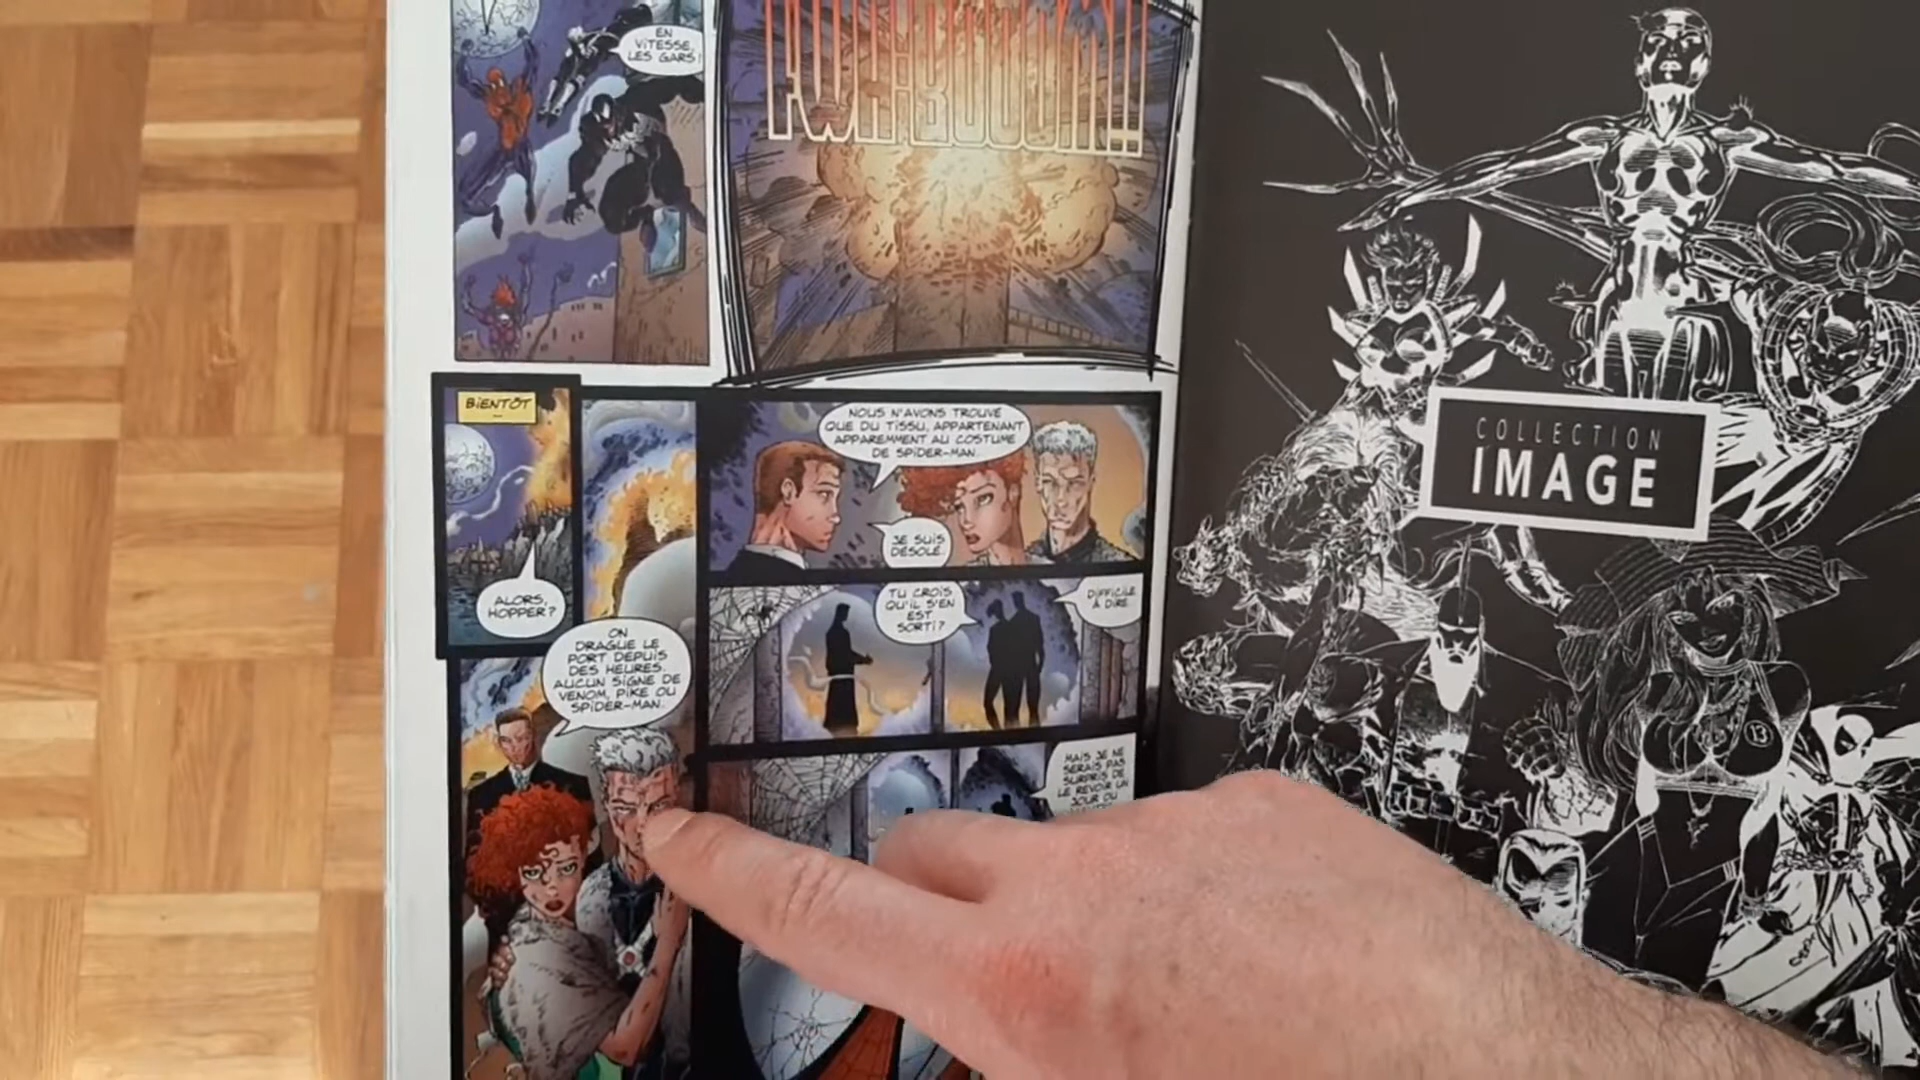 EN
VITESSE,
LES GARS!
BIENTÔT
ALORS,
HOPPER?
ON
DRAGUE LE
PORT DEPUIS
DES HEURES.
AUCUN SIGNE DE
VENOM, PIKE OU
SPIDER-MAN.
NOUS N'AVONS TROUVÉ
QUE DU TISSU, APPARTENANT
APPAREMMENT AU COSTUME
DE SPIDER-MAN.
JE SUIS
DÉSOLÉ.
TU CROIS
QU'IL S'EN
EST
SORTI?
DIFFICILE
À DIRE
MAIS JE NE
SERAIS PAS
SURPRIS DE
LE REVOIR UN
JOUR OU
COLLECTION
IMAGE
13